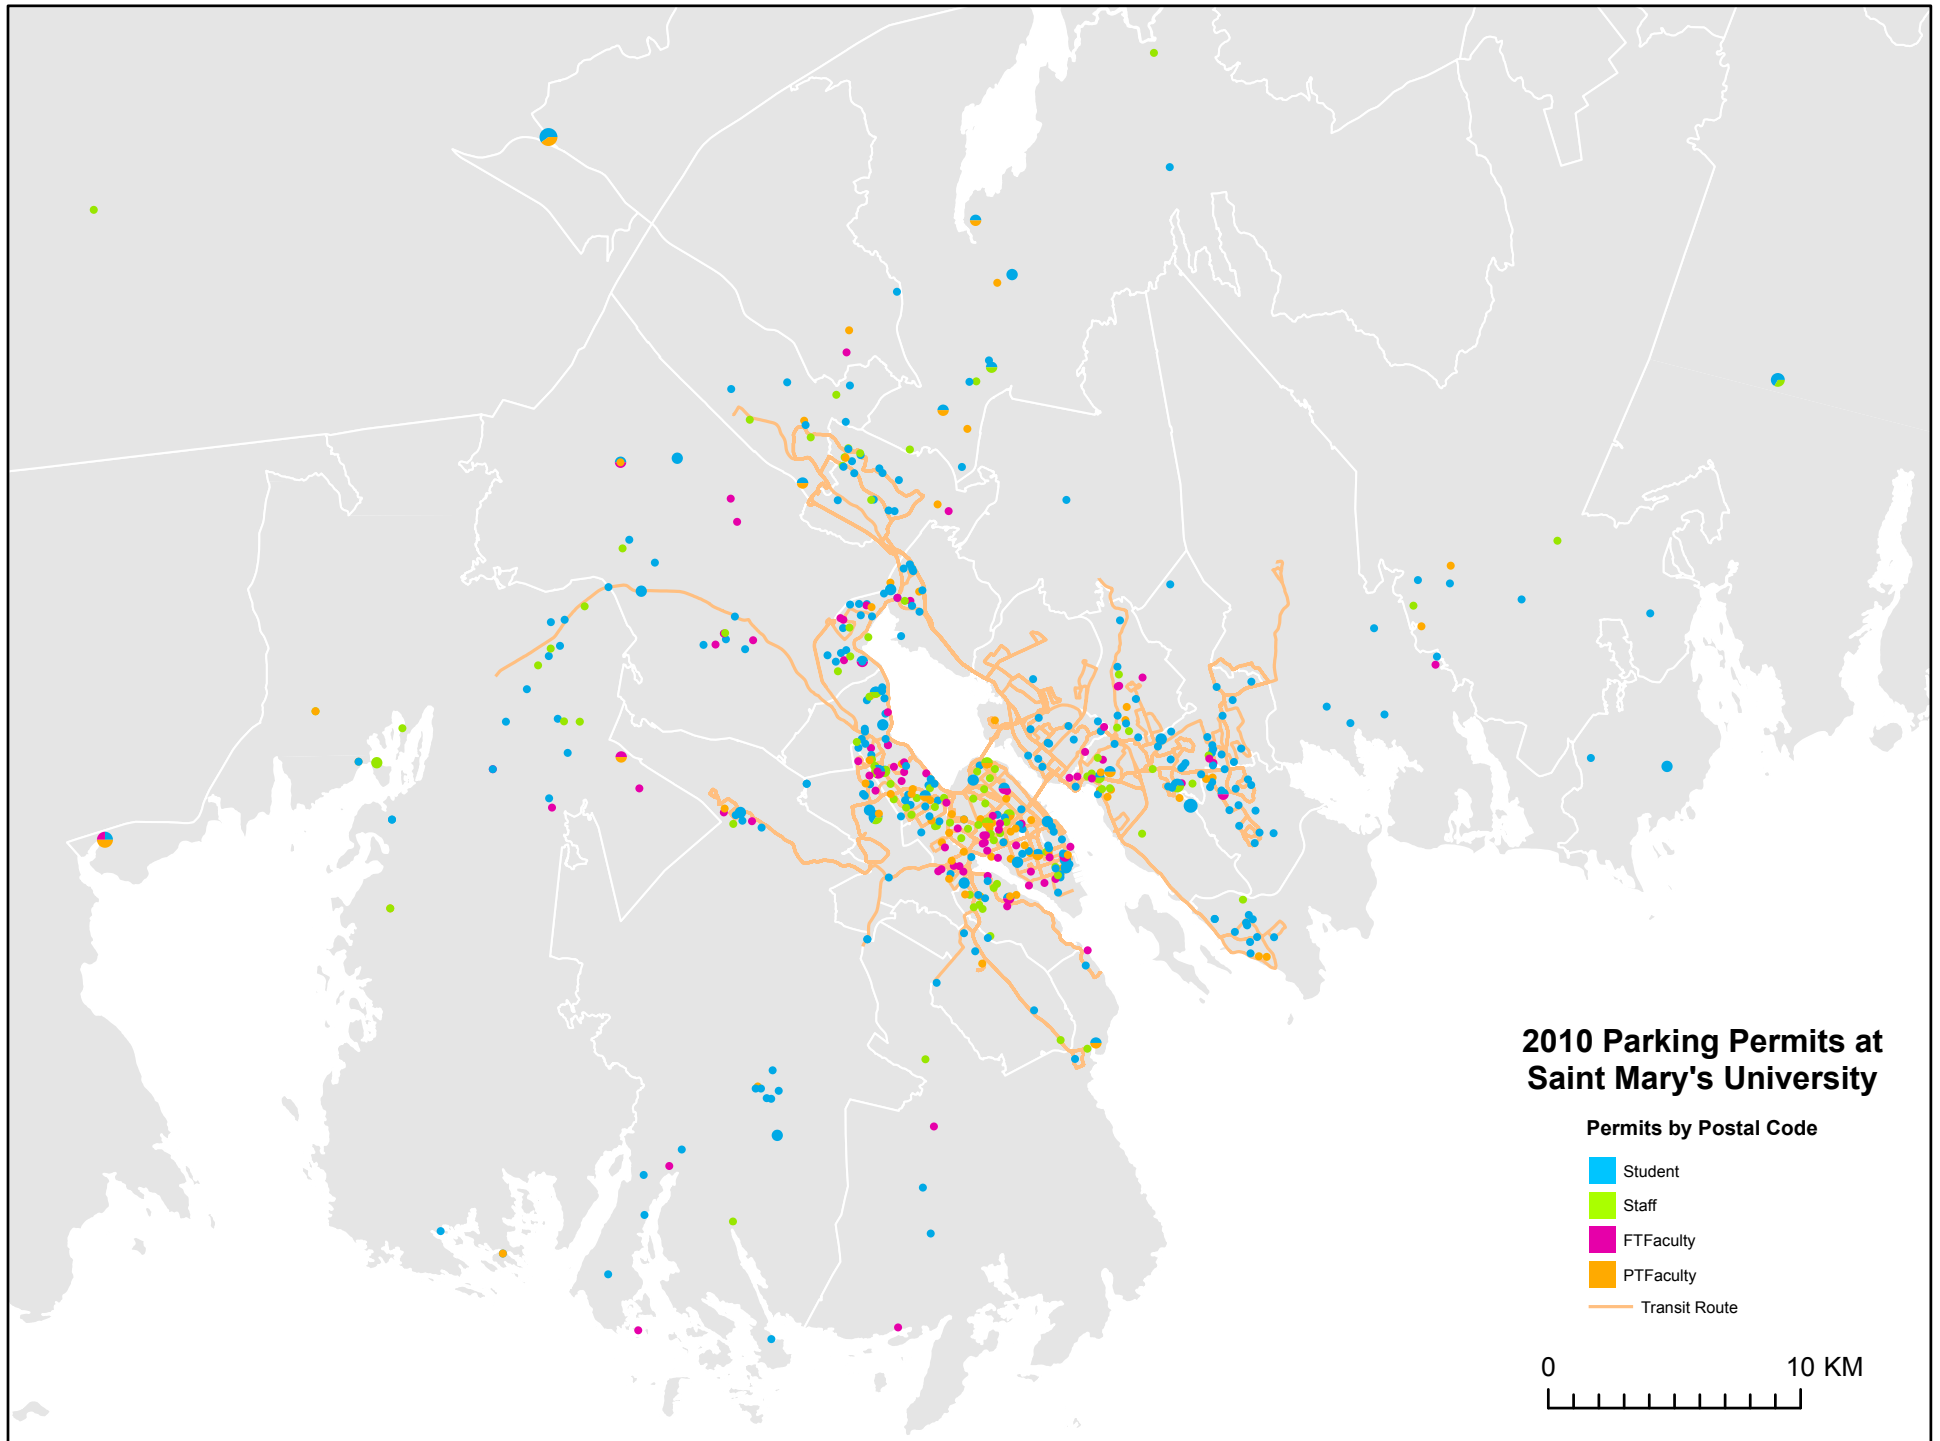 2010 Parking Permits at
Saint Mary's University
Permits by Postal Code
Student
Staff
FTFaculty
PTFaculty
Transit Route
0 10 KM